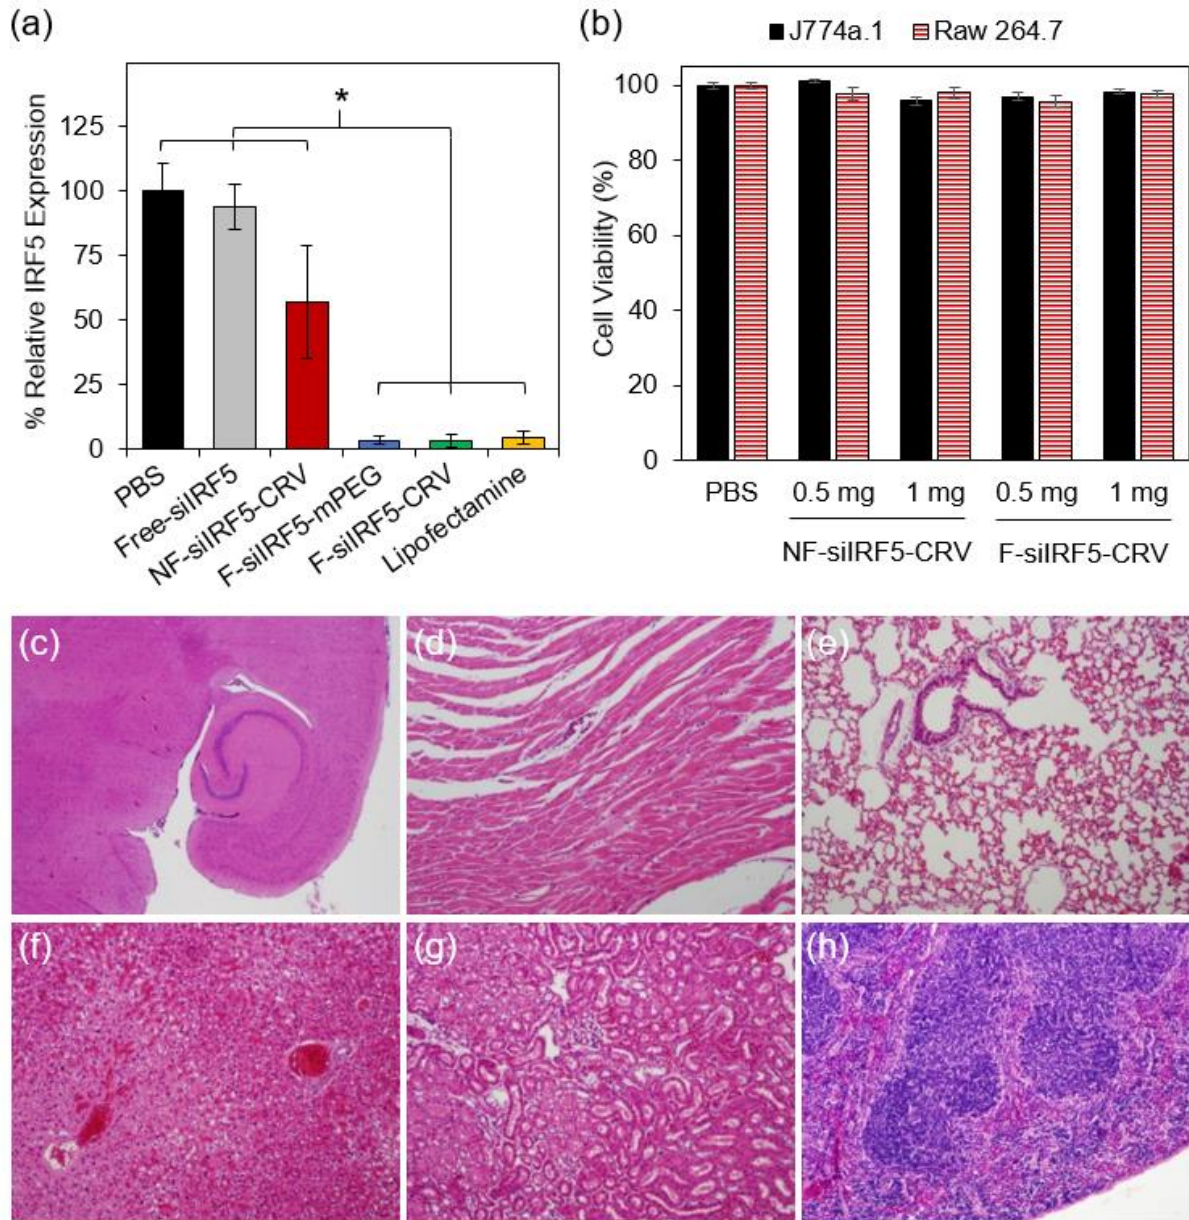 (a)
% Relative IRF5 Expression
125
100
75
50
25
0
*
PBS
Free-siIRF5
NF-siIRF5-CRV
F-siIRF5-mPEG
F-siIRF5-CRV
Lipofectamine
(b)
J774a.1 Raw 264.7
Cell Viability (%)
100
80
60
40
20
0
PBS 0.5 mg 1 mg 0.5 mg 1 mg
NF-siIRF5-CRV F-siIRF5-CRV
(c) (d) (e)
(f) (g) (h)